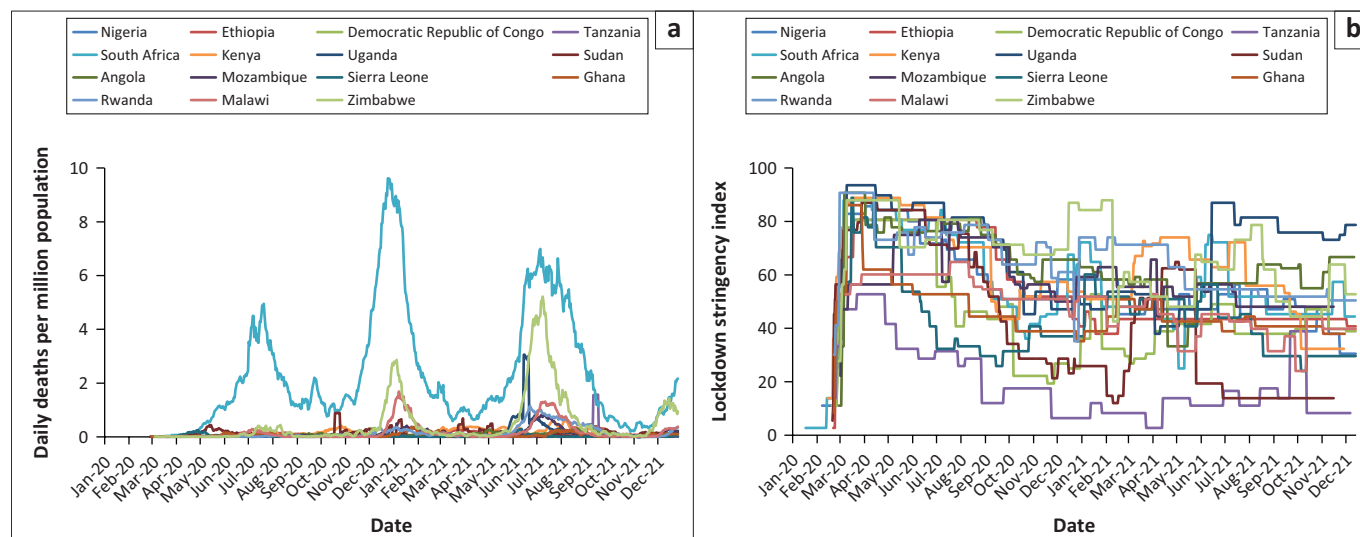 Nigeria Ethiopia Democratic Republic of Congo Tanzania
South Africa Kenya Uganda Sudan
Angola Mozambique Sierra Leone Ghana
Rwanda Malawi Zimbabwe
a
Daily deaths per million population
10
8
6
4
2
0
Jan-20 Feb-20 Mar-20 Apr-20 May-20 Jun-20 Jul-20 Aug-20 Sep-20 Oct-20 Nov-20 Dec-20 Jan-21 Feb-21 Mar-21 Apr-21 May-21 Jun-21 Jul-21 Aug-21 Sep-21 Oct-21 Nov-21 Dec-21
Date
Nigeria Ethiopia Democratic Republic of Congo Tanzania
South Africa Kenya Uganda Sudan
Angola Mozambique Sierra Leone Ghana
Rwanda Malawi Zimbabwe
b
Lockdown stringency index
100
80
60
40
20
0
Jan-20 Feb-20 Mar-20 Apr-20 May-20 Jun-20 Jul-20 Aug-20 Sep-20 Oct-20 Nov-20 Dec-20 Jan-21 Feb-21 Mar-21 Apr-21 May-21 Jun-21 Jul-21 Aug-21 Sep-21 Oct-21 Nov-21 Dec-21
Date